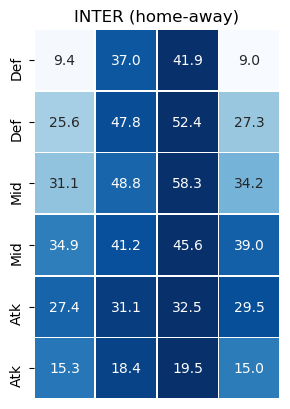 INTER (home-away)
Def 9.4 37.0 41.9 9.0
Def 25.6 47.8 52.4 27.3
Mid 31.1 48.8 58.3 34.2
Mid 34.9 41.2 45.6 39.0
Atk 27.4 31.1 32.5 29.5
Atk 15.3 18.4 19.5 15.0